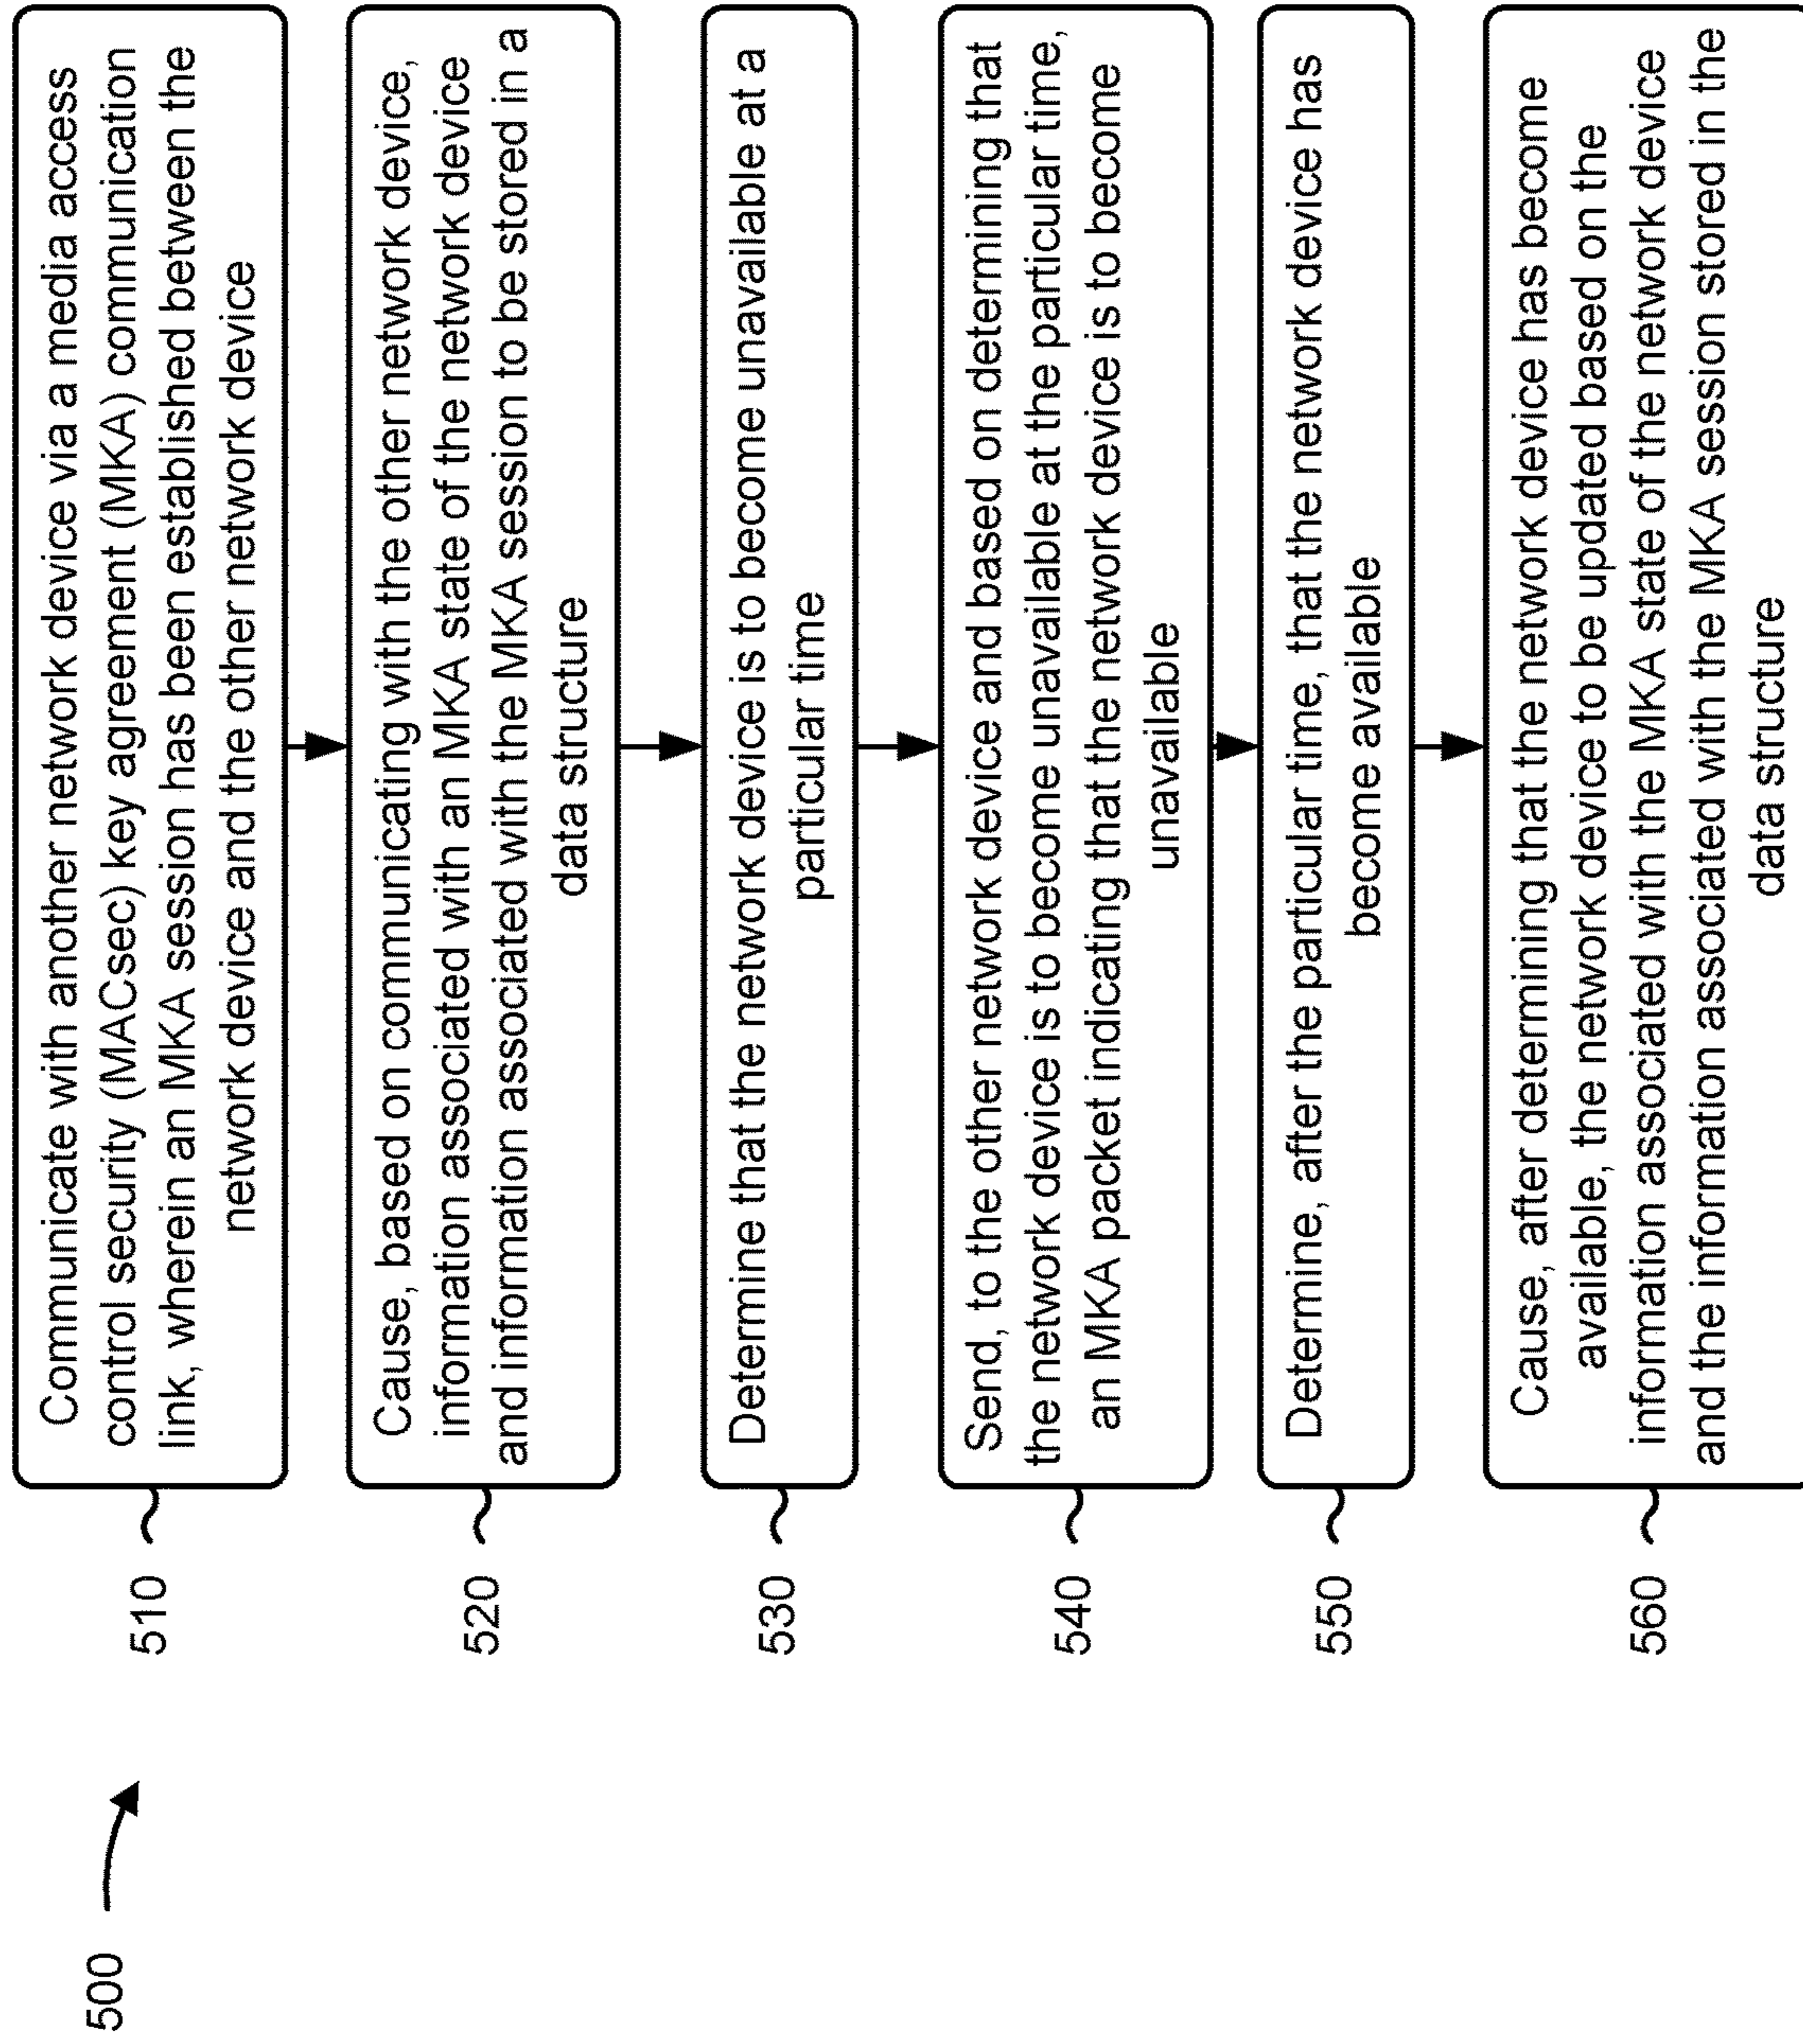 500
510
Communicate with another network device via a media access
control security (MACsec) key agreement (MKA) communication
link, wherein an MKA session has been established between the
network device and the other network device
520
Cause, based on communicating with the other network device,
information associated with an MKA state of the network device
and information associated with the MKA session to be stored in a
data structure
530
Determine that the network device is to become unavailable at a
particular time
540
Send, to the other network device and based on determining that
the network device is to become unavailable at the particular time,
an MKA packet indicating that the network device is to become
unavailable
550
Determine, after the particular time, that the network device has
become available
560
Cause, after determining that the network device has become
available, the network device to be updated based on the
information associated with the MKA state of the network device
and the information associated with the MKA session stored in the
data structure